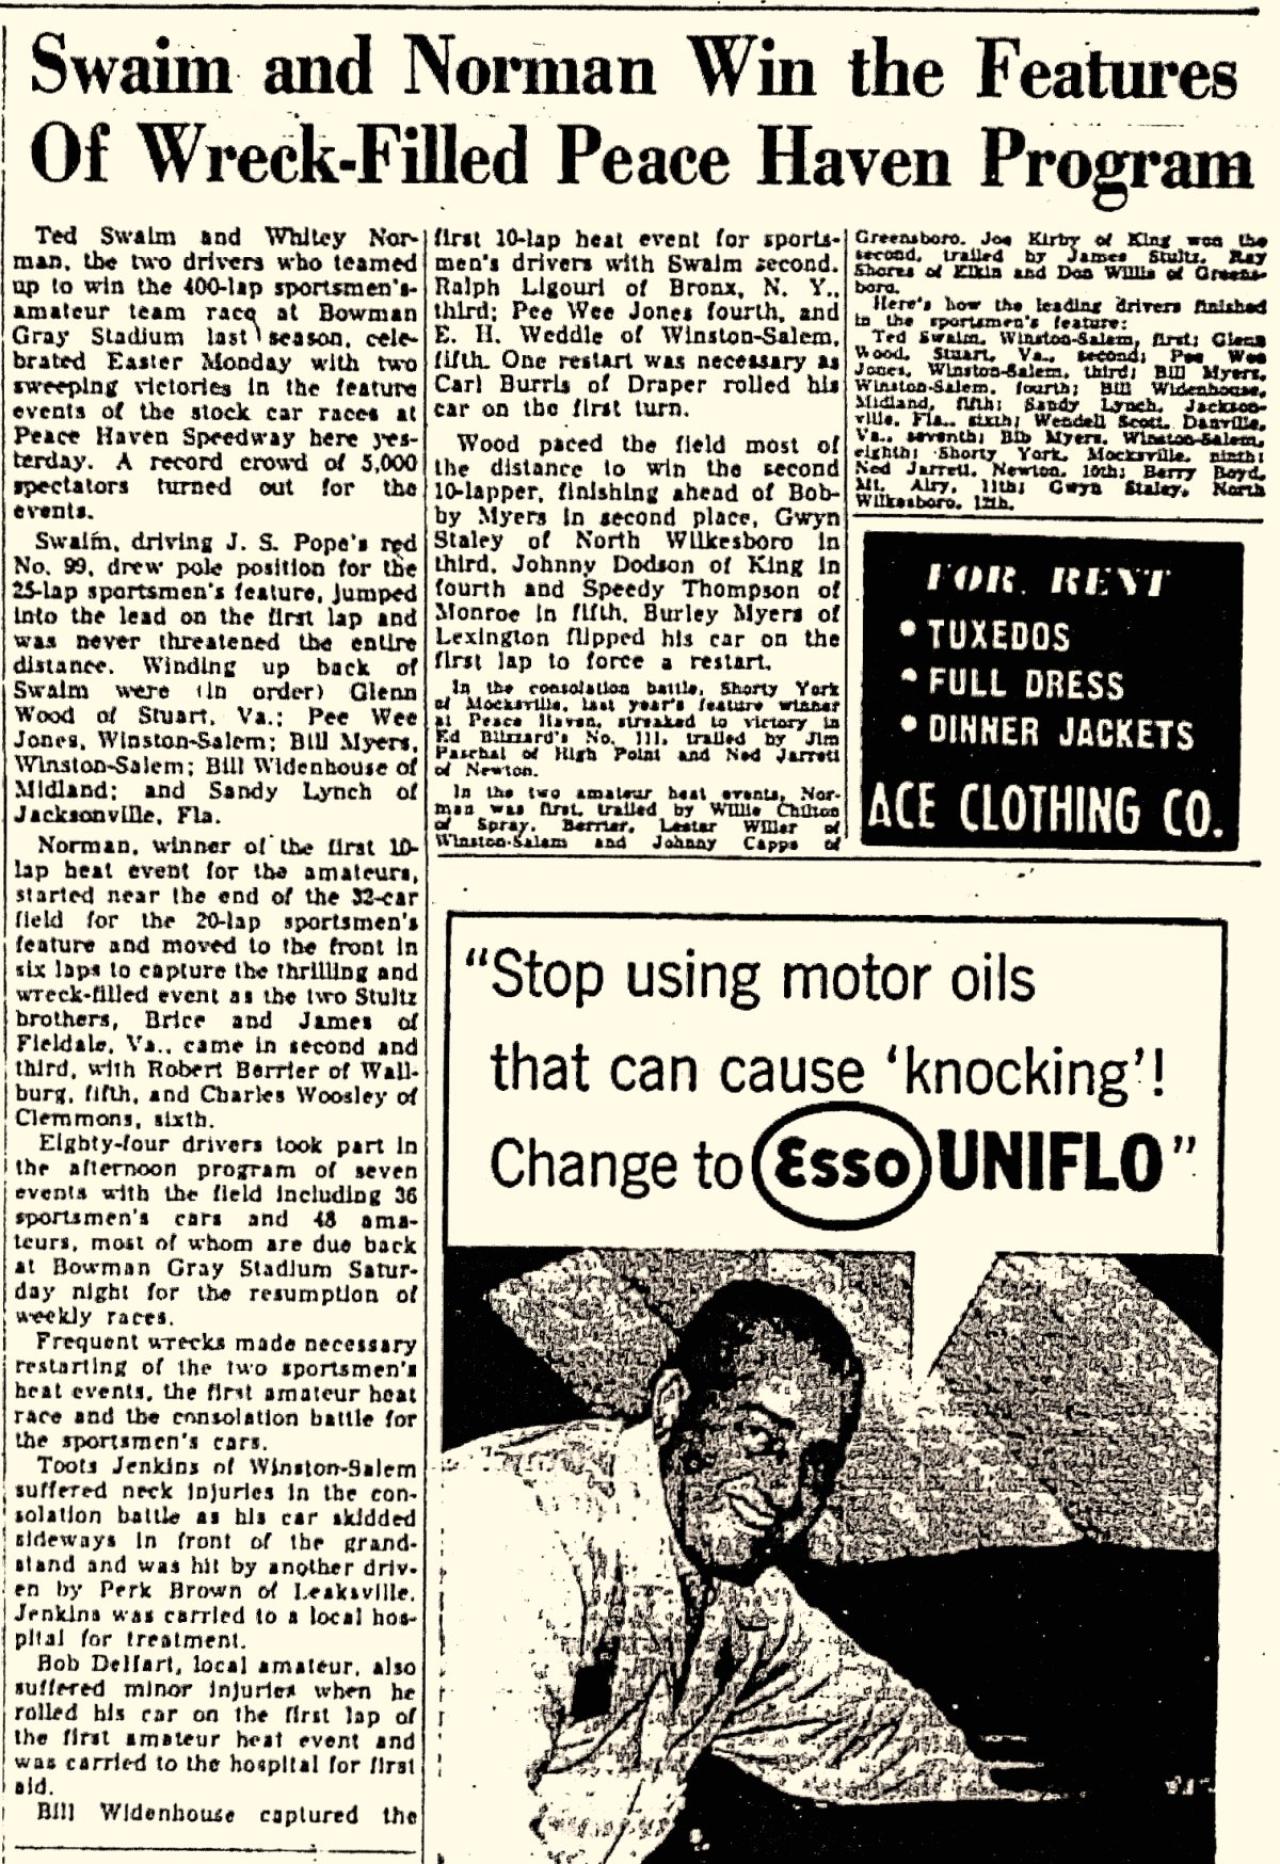 Swaim and Norman Win the Features
Of Wreck-Filled Peace Haven Program
Ted Swaim and Whitey Nor-
man, the two drivers who teamed
up to win the 400-lap sportsmen's-
amateur team race at Bowman
Gray Stadium last season, cele-
brated Easter Monday with two
sweeping victories in the feature
events of the stock car races at
Peace Haven Speedway here yes-
terday. A record crowd of 5,000
spectators turned out for the
events.
Swaim, driving J. S. Pope's red
No. 99, drew pole position for the
25-lap sportsmen's feature, jumped
into the lead on the first lap and
was never threatened the entire
distance. Winding up back of
Swaim were (in order) Glenn
Wood of Stuart, Va.; Pee Wee
Jones, Winston-Salem; Bill Myers,
Winston-Salem; Bill Widenhouse of
Midland; and Sandy Lynch of
Jacksonville, Fla.
Norman, winner of the first 10-
lap heat event for the amateurs,
started near the end of the 32-car
field for the 20-lap sportsmen's
feature and moved to the front in
six laps to capture the thrilling and
wreck-filled event as the two Stultz
brothers, Brice and James of
Fieldale, Va., came in second and
third, with Robert Berrier of Wall-
burg, fifth, and Charles Woosley of
Clemmons, sixth.
Eighty-four drivers took part in
the afternoon program of seven
events with the field including 36
sportsmen's cars and 48 ama-
teurs, most of whom are due back
at Bowman Gray Stadium Satur-
day night for the resumption of
weekly races.
Frequent wrecks made necessary
restarting of the two sportsmen's
heat events, the first amateur heat
race and the consolation battle for
the sportsmen's cars.
Toots Jenkins of Winston-Salem
suffered neck injuries in the con-
solation battle as his car skidded
sideways in front of the grand-
stand and was hit by another driv-
en by Perk Brown of Leaksville.
Jenkins was carried to a local hos-
pital for treatment.
Bob DeHart, local amateur, also
suffered minor injuries when he
rolled his car on the first lap of
the first amateur heat event and
was carried to the hospital for first
aid.
Bill Widenhouse captured the
first 10-lap heat event for sports-
men's drivers with Swaim second.
Ralph Ligouri of Bronx, N. Y.,
third; Pee Wee Jones fourth, and
E. H. Weddle of Winston-Salem,
fifth. One restart was necessary as
Carl Burris of Draper rolled his
car on the first turn.
Wood paced the field most of
the distance to win the second
10-lapper, finishing ahead of Bob-
by Myers in second place, Gwyn
Staley of North Wilkesboro in
third, Johnny Dodson of King in
fourth and Speedy Thompson of
Monroe in fifth. Burley Myers of
Lexington flipped his car on the
first lap to force a restart.
In the consolation battle, Shorty York
of Mocksville, last year's feature winner
at Peace Haven, streaked to victory in
Ed Blizzard's No. 111, trailed by Jim
Paschal of High Point and Ned Jarrett
of Newton.
In the two amateur heat events, Nor-
man was first, trailed by Willie Chilton
of Spray, Berrier, Lester Willer of
Winston-Salem and Johnny Capps of
Greensboro. Joe Kirby of King won the
second, trailed by James Stultz, Ray
Shores of Elkin and Don Willis of Greens-
boro.
Here's how the leading drivers finished
in the sportsmen's feature:
Ted Swaim, Winston-Salem, first; Glenn
Wood, Stuart, Va., second; Pee Wee
Jones, Winston-Salem, third; Bill Myers,
Winston-Salem, fourth; Bill Widenhouse,
Midland, fifth; Sandy Lynch, Jackson-
ville, Fla., sixth; Wendell Scott, Danville,
Va., seventh; Bib Myers, Winston-Salem,
eighth; Shorty York, Mocksville, ninth;
Ned Jarrett, Newton, 10th; Berry Boyd,
Mt. Airy, 11th; Gwyn Staley, North
Wilkesboro, 12th.
FOR RENT
• TUXEDOS
• FULL DRESS
• DINNER JACKETS
ACE CLOTHING CO.
"Stop using motor oils
that can cause 'knocking'!
Change to Esso UNIFLO"